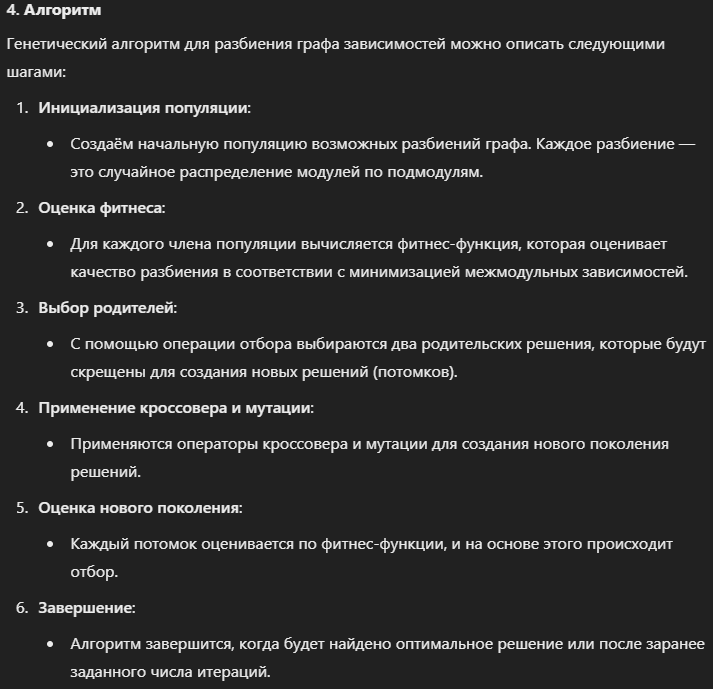 4. Алгоритм
Генетический алгоритм для разбиения графа зависимостей можно описать следующими
шагами:
1. Инициализация популяции:
• Создаём начальную популяцию возможных разбиений графа. Каждое разбиение —
это случайное распределение модулей по подмодулям.
2. Оценка фитнеса:
• Для каждого члена популяции вычисляется фитнес-функция, которая оценивает
качество разбиения в соответствии с минимизацией межмодульных зависимостей.
3. Выбор родителей:
• С помощью операции отбора выбираются два родительских решения, которые будут
скрещены для создания новых решений (потомков).
4. Применение кроссовера и мутации:
• Применяются операторы кроссовера и мутации для создания нового поколения
решений.
5. Оценка нового поколения:
• Каждый потомок оценивается по фитнес-функции, и на основе этого происходит
отбор.
6. Завершение:
• Алгоритм завершится, когда будет найдено оптимальное решение или после заранее
заданного числа итераций.